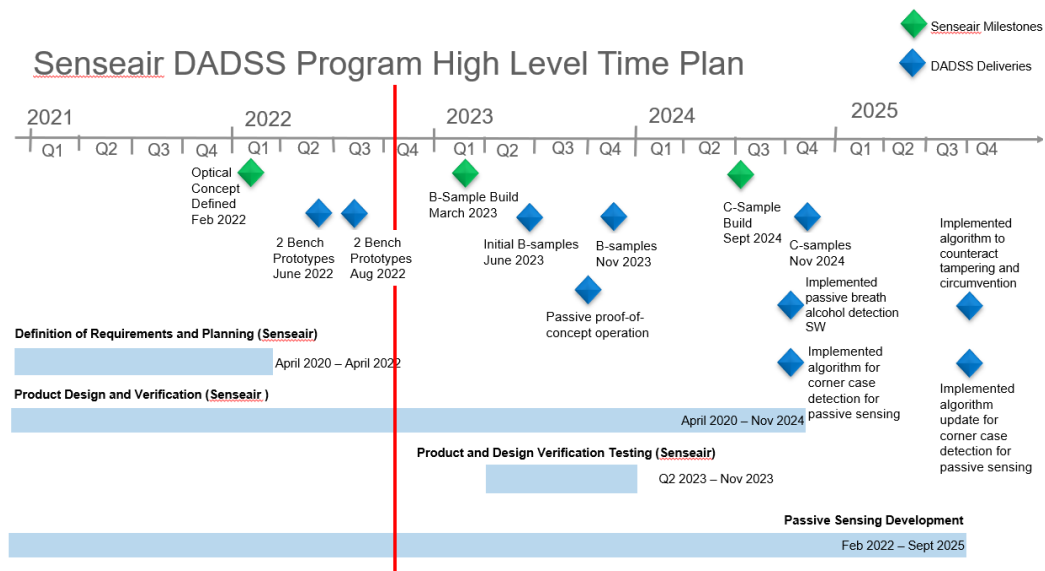 Senseair Milestones
Senseair DADSS Program High Level Time Plan
DADSS Deliveries
2021
2022
2023
2024
2025
Q1 Q2 Q3 Q4 Q1 Q2 Q3 Q4 Q1 Q2 Q3 Q4 Q1 Q2 Q3 Q4 Q1 Q2 Q3 Q4
Optical
Concept
Defined
Feb 2022
2 Bench
Prototypes
June 2022
2 Bench
Prototypes
Aug 2022
B-Sample Build
March 2023
Initial B-samples
June 2023
B-samples
Nov 2023
Passive proof-of-
concept operation
C-Sample
Build
Sept 2024
C-samples
Nov 2024
Implemented
passive breath
alcohol detection
SW
Implemented
algorithm for
corner case
detection for
passive sensing
Implemented
algorithm to
counteract
tampering and
circumvention
Implemented
algorithm
update for
corner case
detection for
passive sensing
Definition of Requirements and Planning (Senseair)
April 2020 – April 2022
Product Design and Verification (Senseair )
April 2020 – Nov 2024
Product and Design Verification Testing (Senseair)
Q2 2023 – Nov 2023
Passive Sensing Development
Feb 2022 – Sept 2025